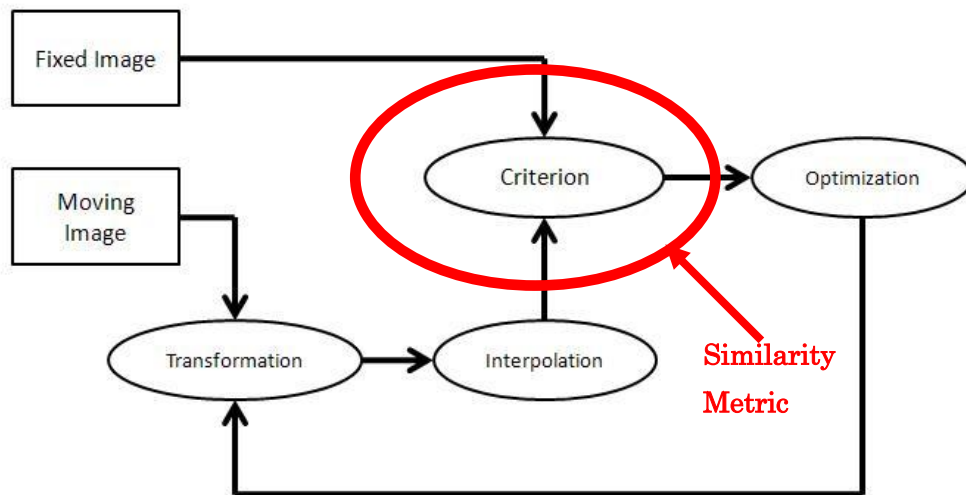 Fixed Image
Criterion
Optimization
Moving
Image
Transformation
Interpolation
Similarity
Metric